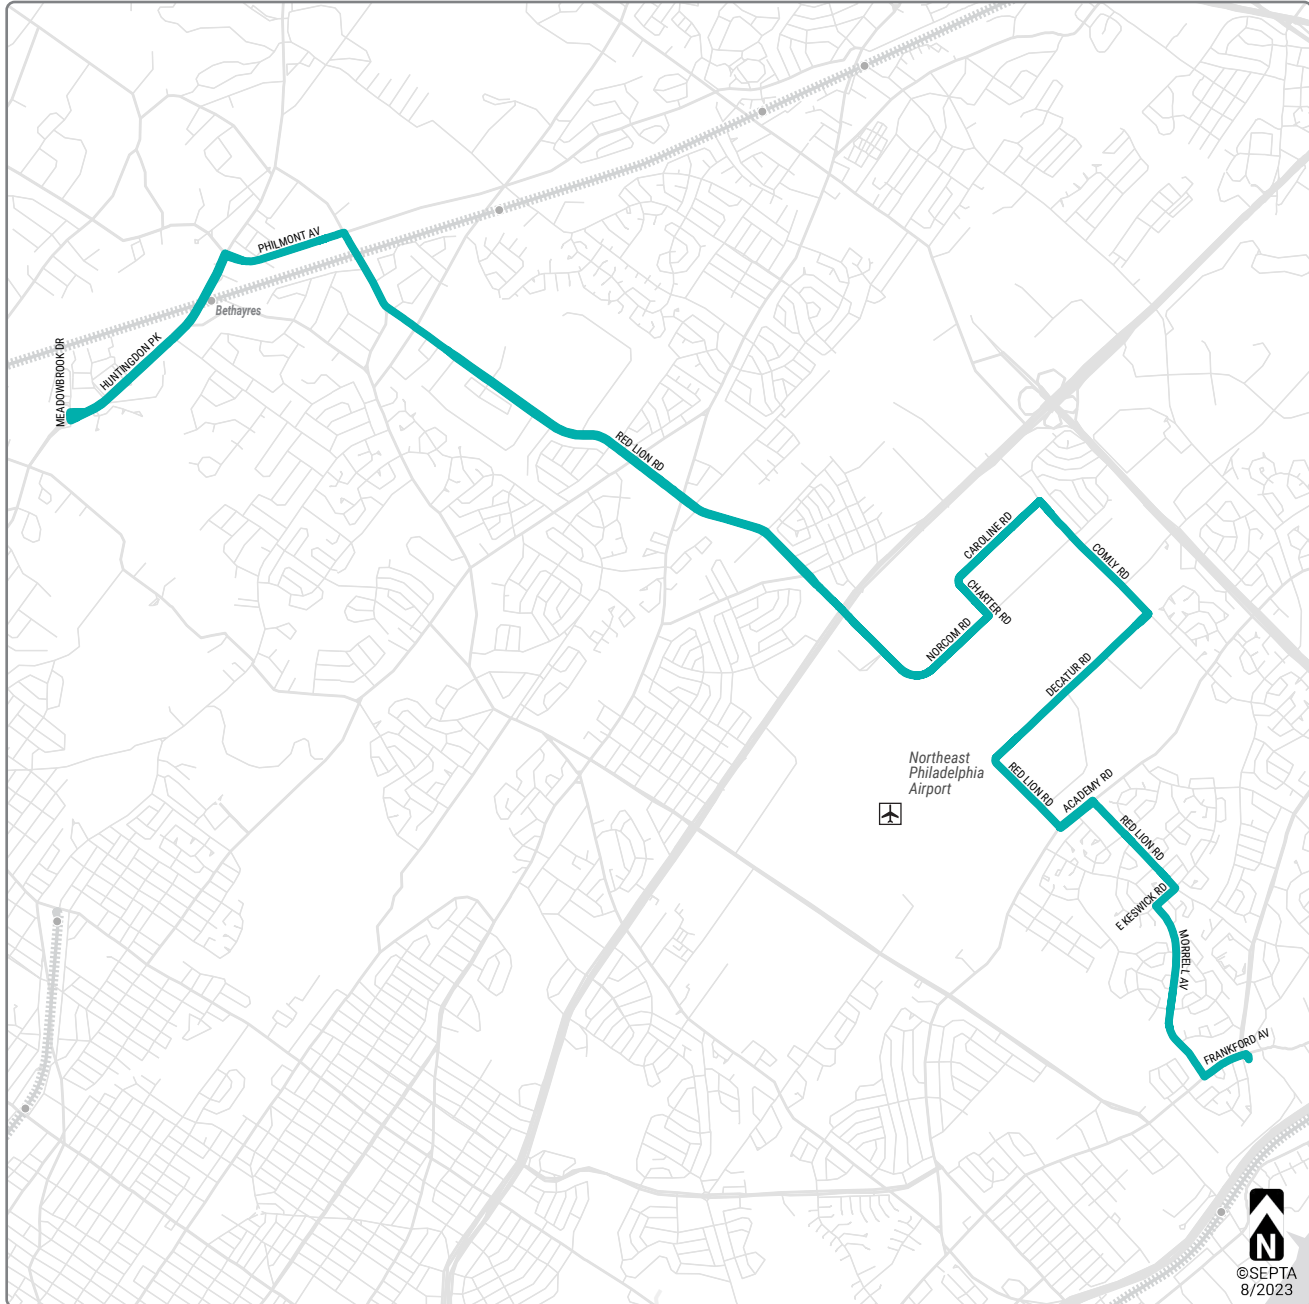 PHILMONT AV
Bethayres
MEADOWBROOK DR
HUNTINGDON PK
RED LION RD
CAROLINE RD
COMLY RD
CHARTER RD
NORCOM RD
DECATUR RD
Northeast
Philadelphia
Airport
RED LION RD
ACADEMY RD
RED LION RD
E KESWICK RD
MORRELL AV
FRANKFORD AV
N
©SEPTA
8/2023